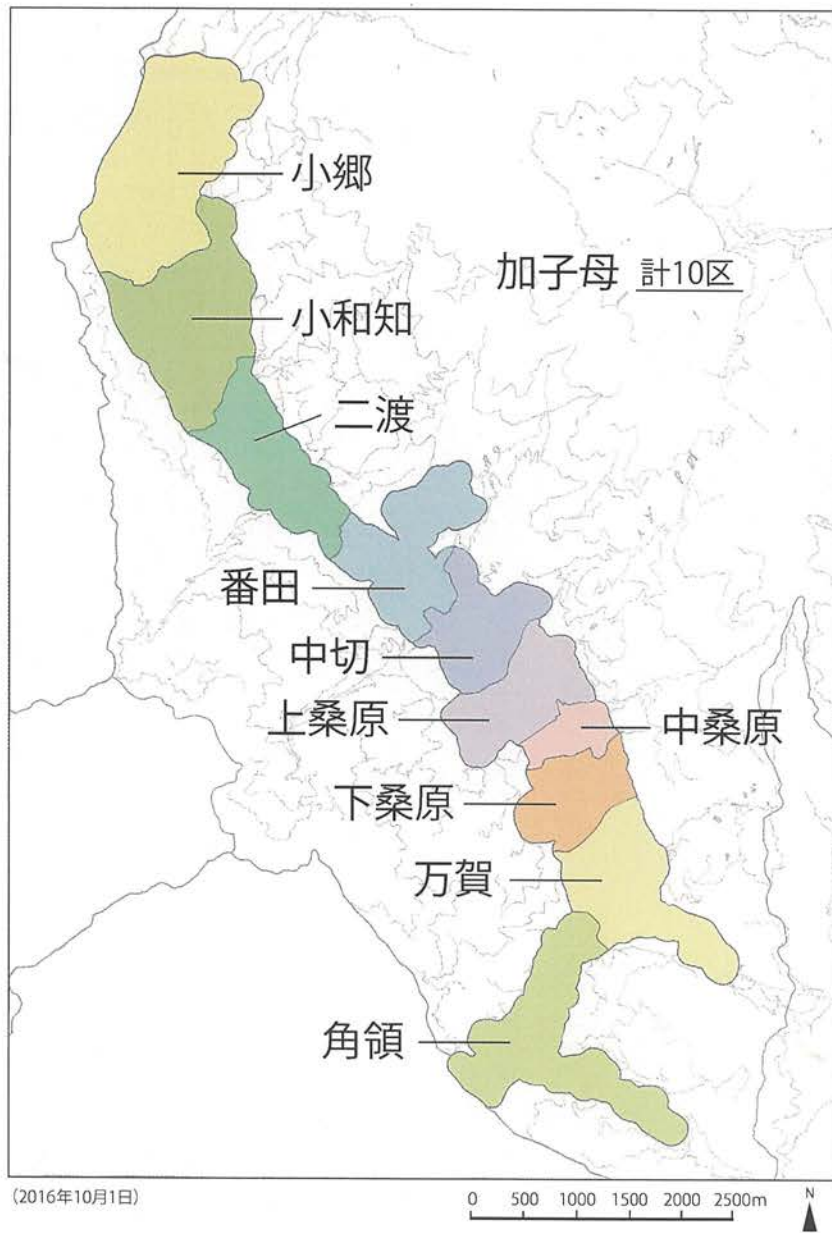 小郷
加子母 計10区
小和知
二渡
番田
中切
上桑原
中桑原
下桑原
万賀
角領
(2016年10月1日)
0 500 1000 1500 2000 2500m
N